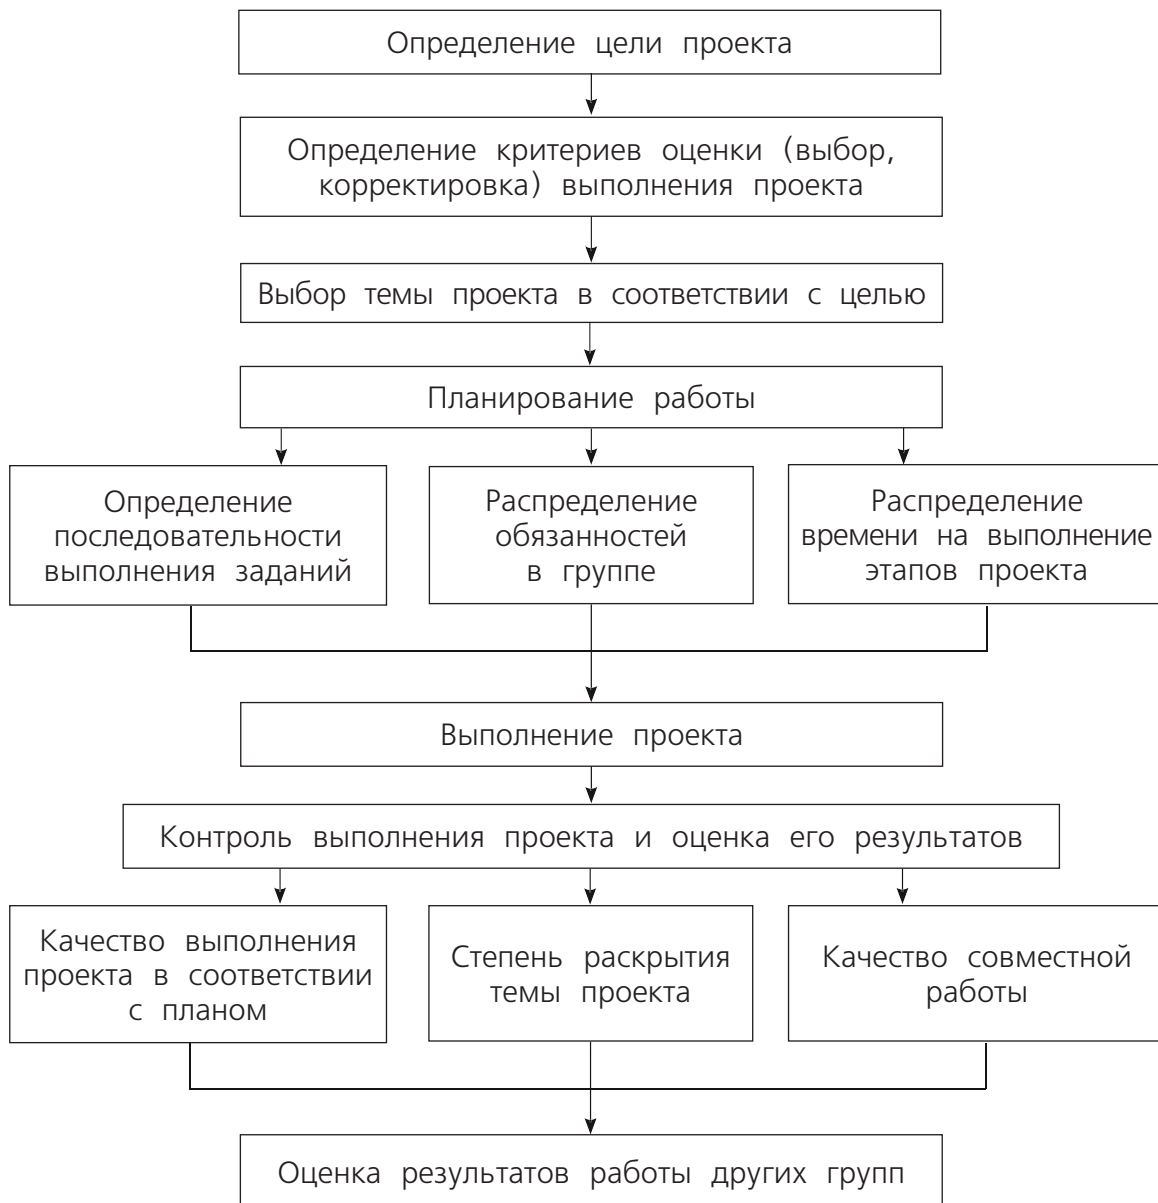 Определение цели проекта
Определение критериев оценки (выбор,
корректировка) выполнения проекта
Выбор темы проекта в соответствии с целью
Планирование работы
Определение
последовательности
выполнения заданий
Распределение
обязанностей
в группе
Распределение
времени на выполнение
этапов проекта
Выполнение проекта
Контроль выполнения проекта и оценка его результатов
Качество выполнения
проекта в соответствии
с планом
Степень раскрытия
темы проекта
Качество совместной
работы
Оценка результатов работы других групп